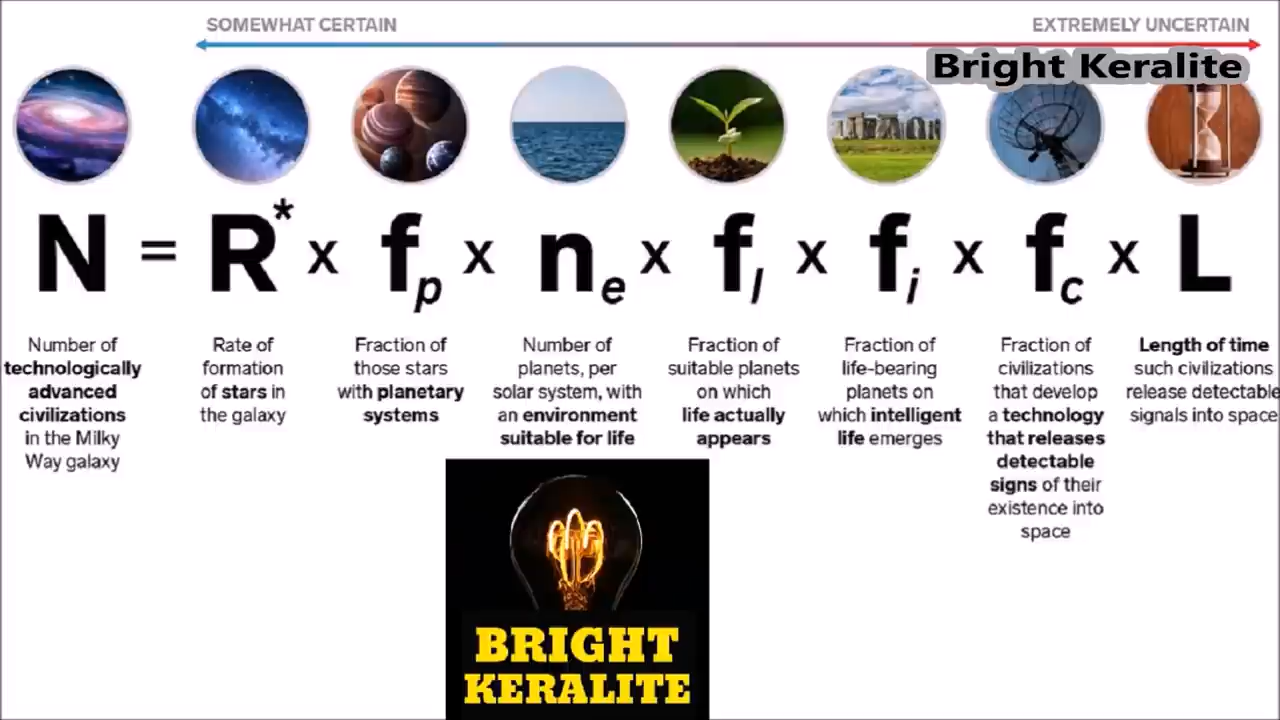 SOMEWHAT CERTAIN
EXTREMELY UNCERTAIN
Bright Keralite
N = R* x fp x ne x fl x fi x fc x L
Number of
technologically
advanced
civilizations
in the Milky
Way galaxy
Rate of
formation
of stars in
the galaxy
Fraction of
those stars
with planetary
systems
Number of
planets, per
solar system, with
an environment
suitable for life
Fraction of
suitable planets
on which
life actually
appears
Fraction of
life-bearing
planets on
which intelligent
life emerges
Fraction of
civilizations
that develop
a technology
that releases
detectable
signs of their
existence into
space
Length of time
such civilizations
release detectable
signals into space
BRIGHT
KERALITE